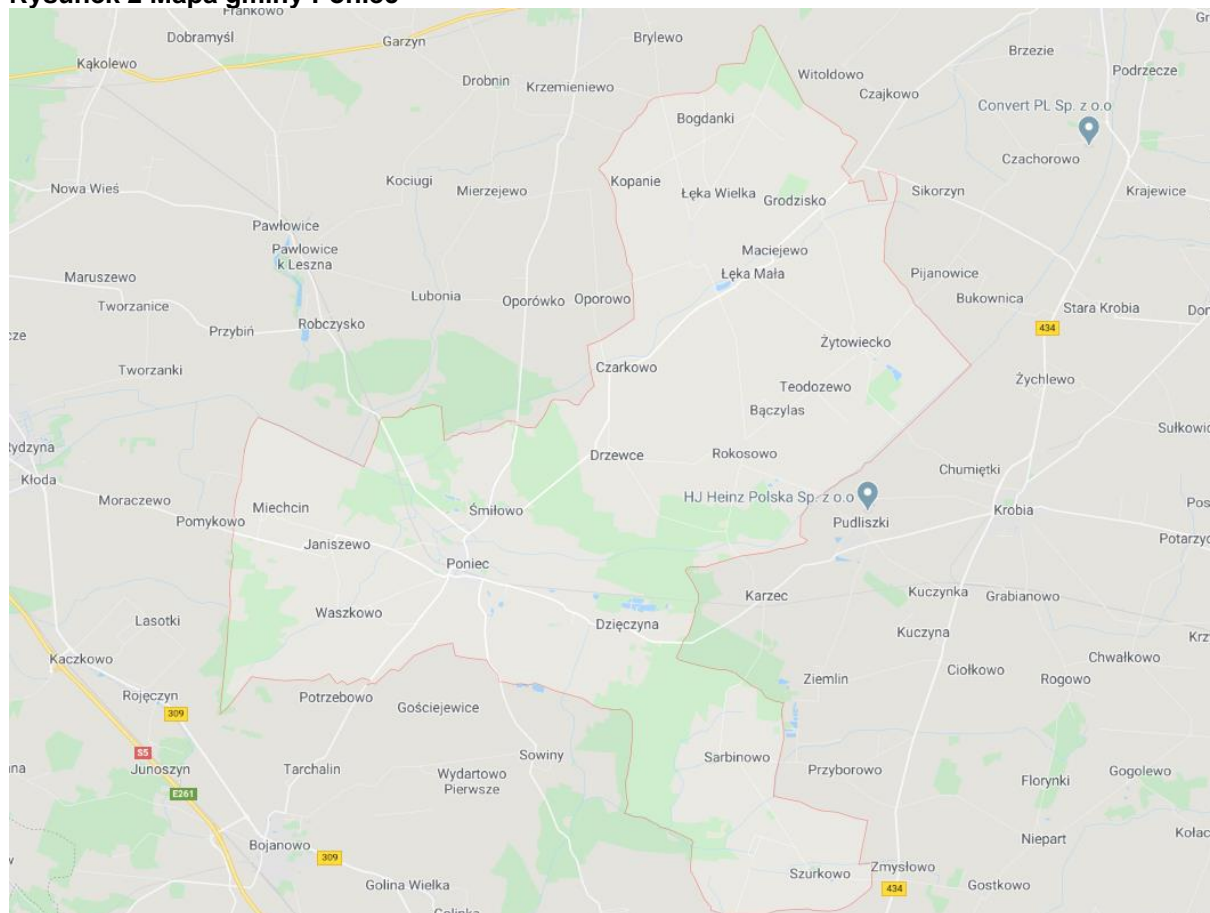 Rysunek 2 Mapa gminy Poniec
Frankowo
Dobramyśl
Garzyn
Brylewo
Brzezie
Kąkolewo
Drobnin
Krzemieniewo
Witoldowo
Podrzecze
Czajkowo
Convert PL Sp. z o.o
Bogdanki
Czachorowo
Nowa Wieś
Kociugi
Mierzejewo
Kopanie
Łęka Wielka
Grodzisko
Sikorzyn
Krajewice
Pawłowice
Pawłowice
k Leszna
Maciejewo
Łęka Mała
Pijanowice
Maruszewo
Tworzanice
Lubonia
Oporówko
Oporowo
Bukownica
Stara Krobia
Przybiń
Robczysko
434
Żytowiecko
Tworzanki
Czarkowo
Teodozewo
Żychlewo
Bączylas
Kłoda
Drzewce
Rokosowo
Chumiętki
Moraczewo
Miechcin
Śmiłowo
HJ Heinz Polska Sp. z o.o
Pomykowo
Pudliszki
Krobia
Janiszewo
Poniec
Karzec
Kuczynka
Grabianowo
Lasotki
Waszkowo
Dzięczyna
Kuczyna
Kaczkowo
Chwałkowo
Ciołkowo
Rogowo
Rojęczyn
309
Potrzebowo
Gościejewice
Ziemlin
S5
Junoszyn
Tarchalin
Sowiny
Sarbinowo
Wydartowo
Pierwsze
Przyborowo
Florynki
Gogolewo
E261
Bojanowo
309
Niepart
Golina Wielka
Szurkowo
Zmysłowo
434
Gostkowo